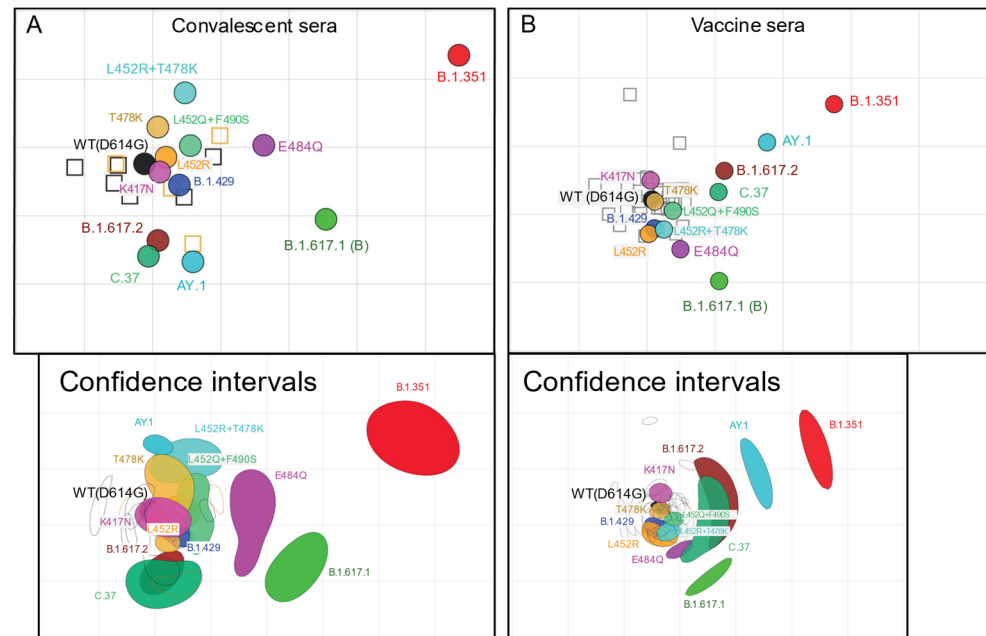 A
Convalescent sera
B.1.351
L452R+T478K
T478K
L452Q+F490S
WT(D614G)
E484Q
L452R
K417N
B.1.429
B.1.617.2
B.1.617.1 (B)
C.37
AY.1
B
Vaccine sera
B.1.351
AY.1
B.1.617.2
K417N
T478K
C.37
WT (D614G)
L452Q+F490S
B.1.429
L452R+T478K
L452R
E484Q
B.1.617.1 (B)
Confidence intervals
B.1.351
AY.1
L452R+T478K
T478K
L452Q+F490S
E484Q
WT(D614G)
K417N
L452R
B.1.617.2
B.1.429
B.1.617.1
C.37
Confidence intervals
AY.1
B.1.351
B.1.617.2
K417N
WT(D614G)
T478K
L452Q+F490S
B.1.429
L452R+T478K
L452R
C.37
E484Q
B.1.617.1